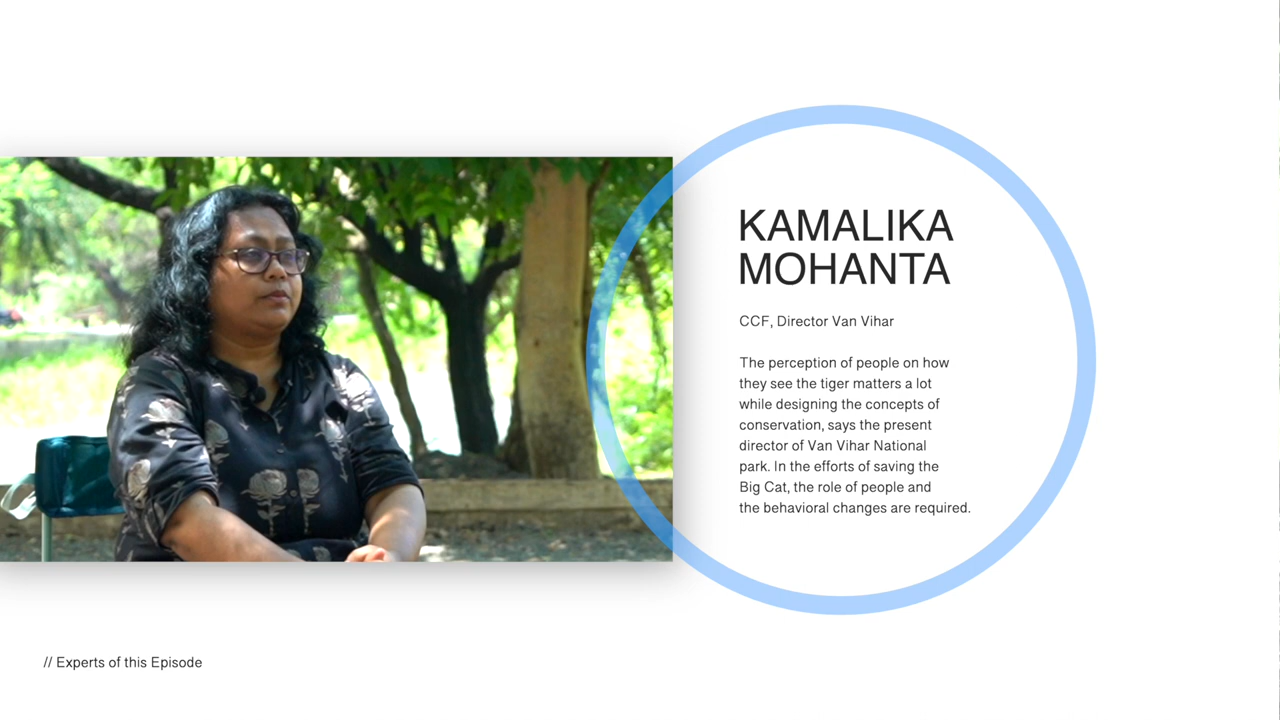 KAMALIKA
MOHANTA
CCF, Director Van Vihar
The perception of people on how
they see the tiger matters a lot
while designing the concepts of
conservation, says the present
director of Van Vihar National
park. In the efforts of saving the
Big Cat, the role of people and
the behavioral changes are required.
// Experts of this Episode